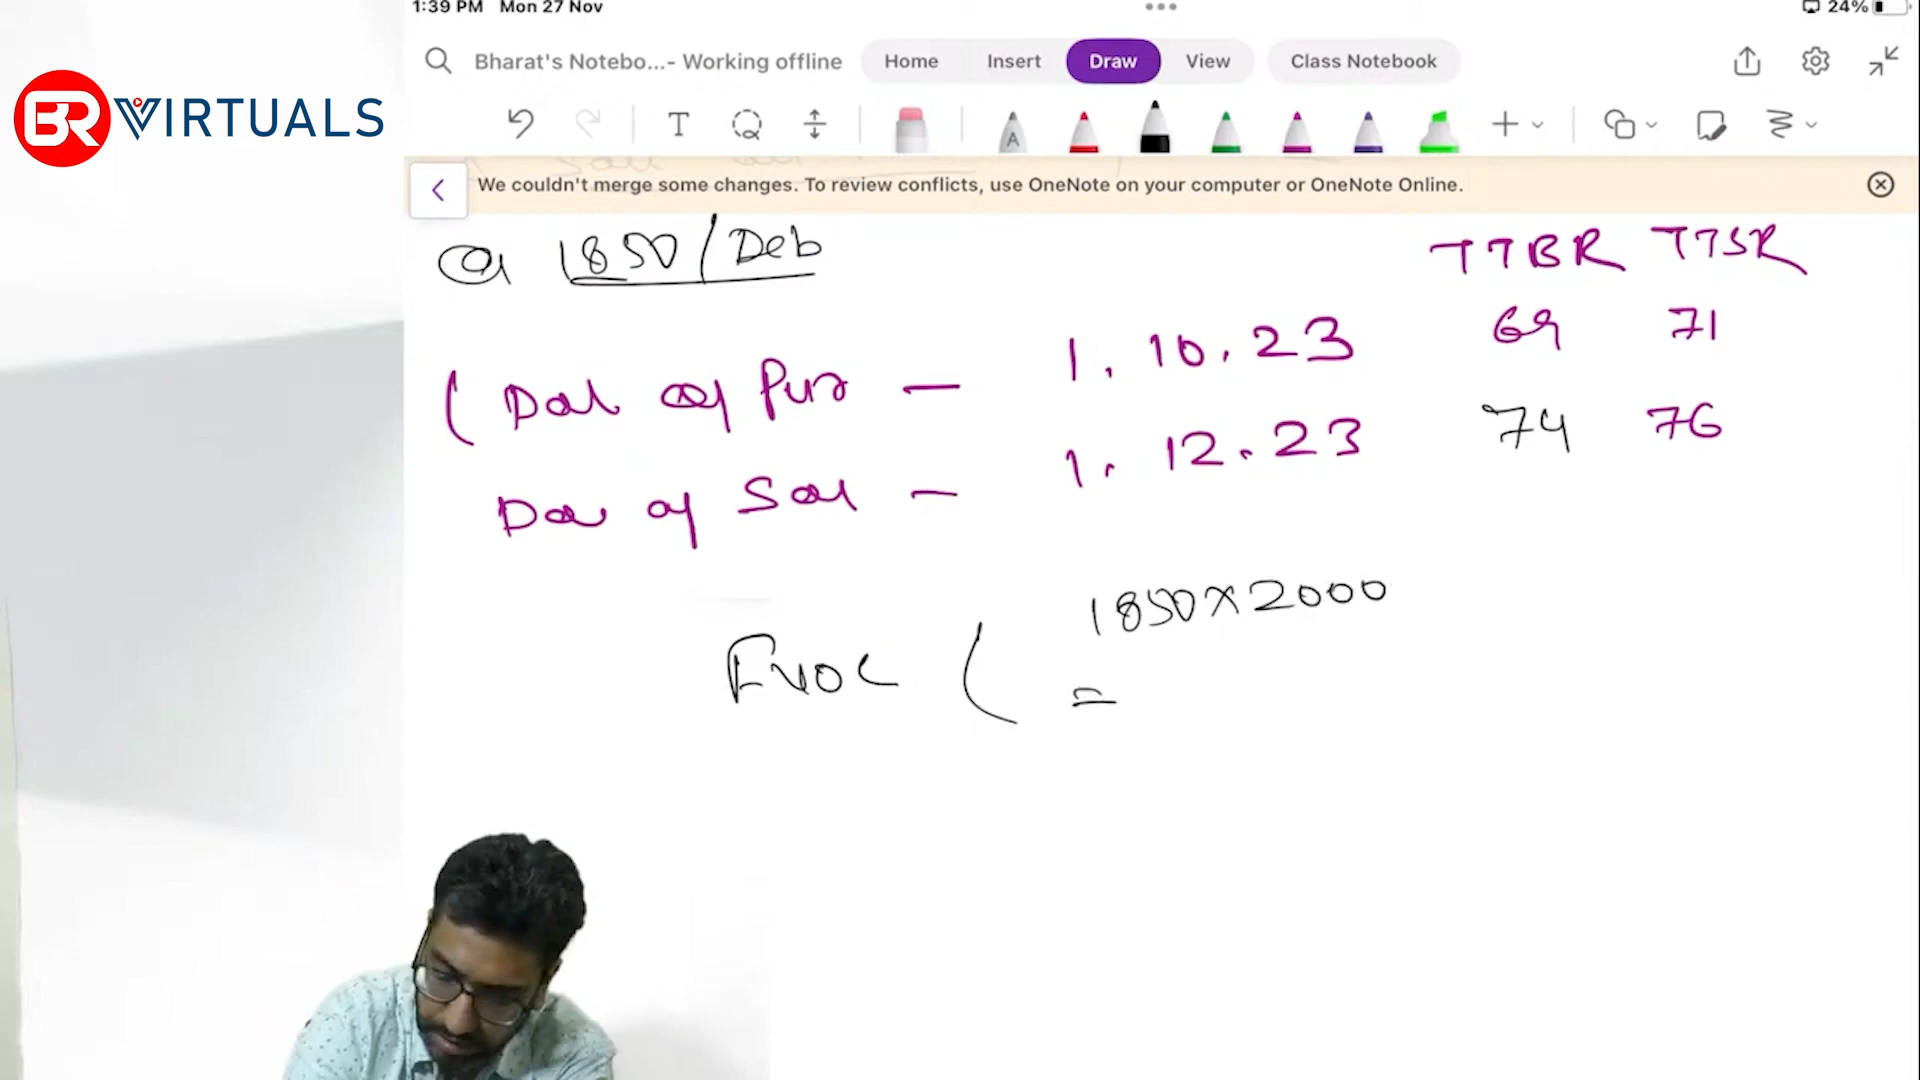 1:39 PM Mon 27 Nov
24%
BR VIRTUALS
Bharat's Notebo...- Working offline
Home Insert Draw View Class Notebook
We couldn't merge some changes. To review conflicts, use OneNote on your computer or OneNote Online.
@ 1850/Deb
TTBR TTSR
(Dat of Pur - 1.10.23 69 71
Dat of Sal - 1.12.23 74 76
FVOC ( 1850x2000
=